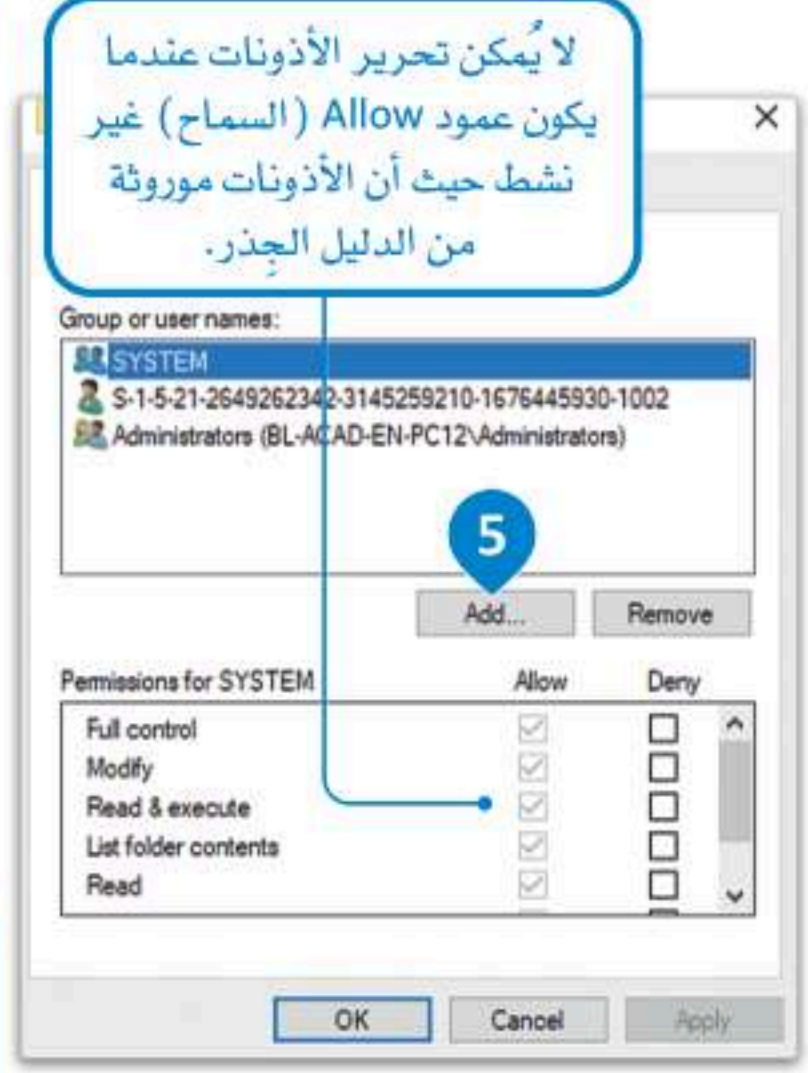 لا يُمكن تحرير الأذونات عندما
يكون عمود Allow (السماح) غير
نشط حيث أن الأذونات موروثة
من الدليل الجِذر.
Group or user names:
SYSTEM
S-1-5-21-2649262342-3145259210-1676445930-1002
Administrators (BL-ACAD-EN-PC12\Administrators)
5
Add... Remove
Permissions for SYSTEM Allow Deny
Full control
Modify
Read & execute
List folder contents
Read
OK Cancel Apply